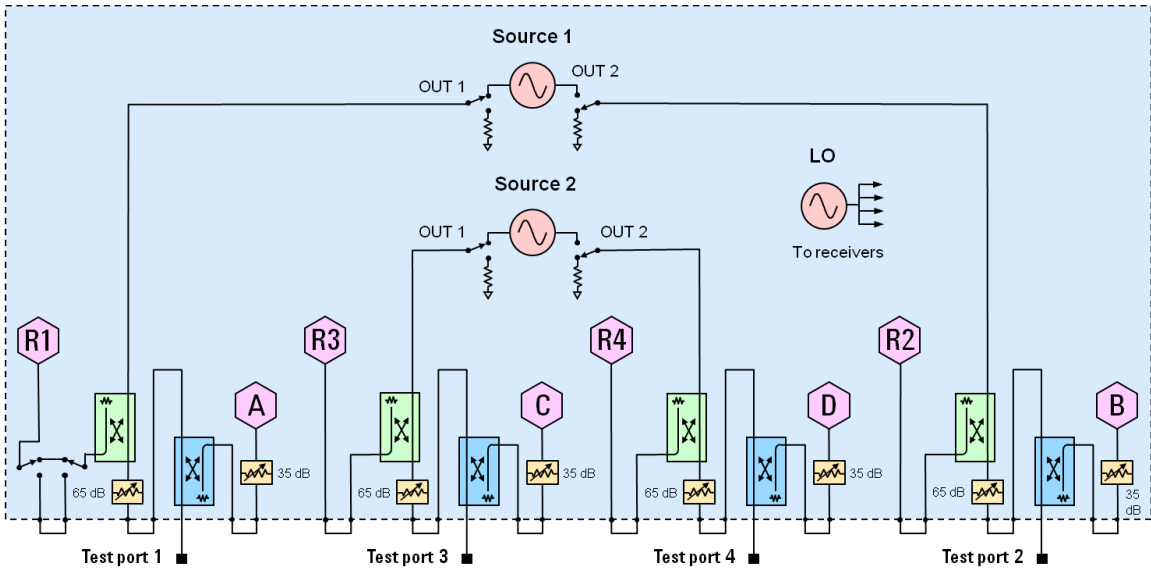 Source 1
OUT 1
OUT 2
LO
Source 2
OUT 1
OUT 2
To receivers
R1
R3
R4
R2
A
C
D
B
35 dB
35 dB
35 dB
35
dB
65 dB
65 dB
65 dB
65 dB
Test port 1
Test port 3
Test port 4
Test port 2